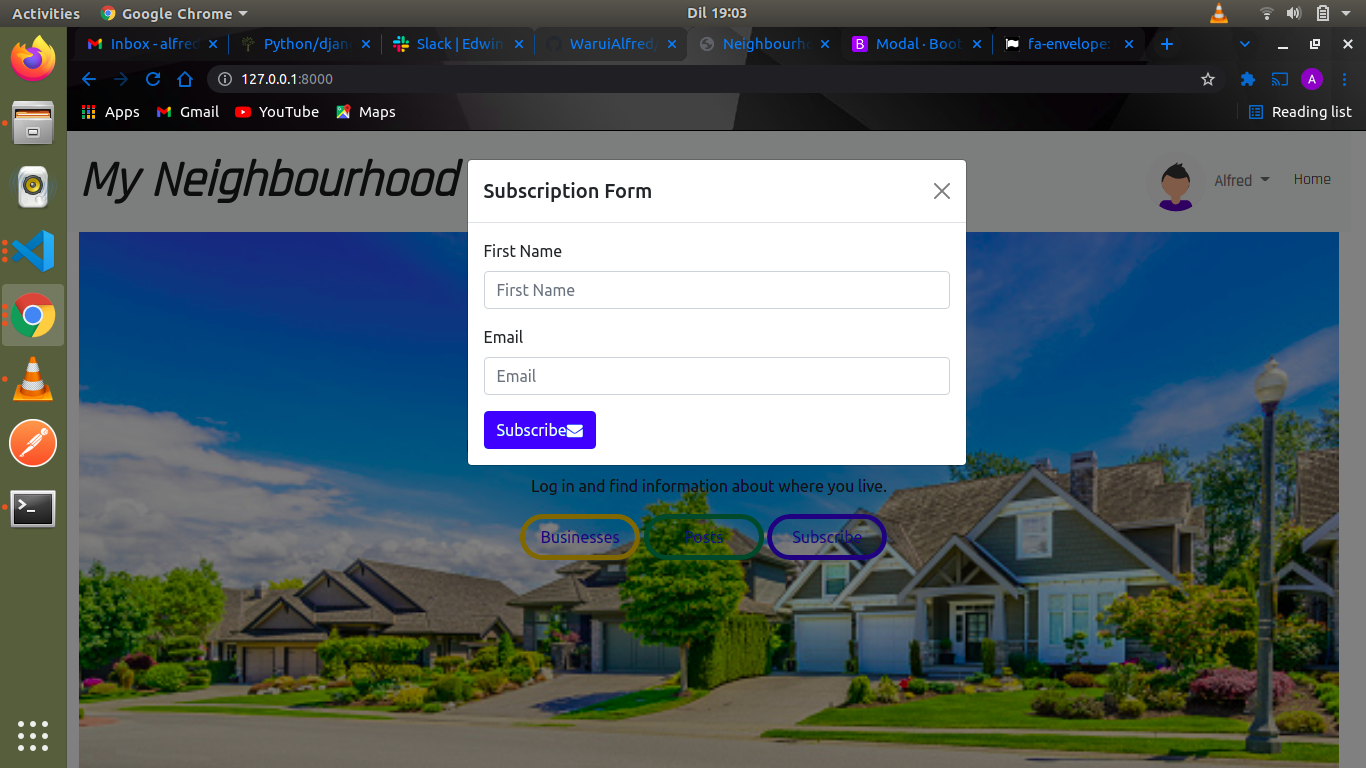 Activities
Google Chrome
Dil 19:03
Inbox - alfre
Python/djan
Slack | Edwin
WaruiAlfred
Neighbourh
Modal · Boot
fa-envelope:
127.0.0.1:8000
A
Apps
Gmail
YouTube
Maps
Reading list
My Neighbourhood
Alfred
Home
Subscription Form
First Name
First Name
Email
Email
Subscribe
Log in and find information about where you live.
Businesses
Posts
Subscribe